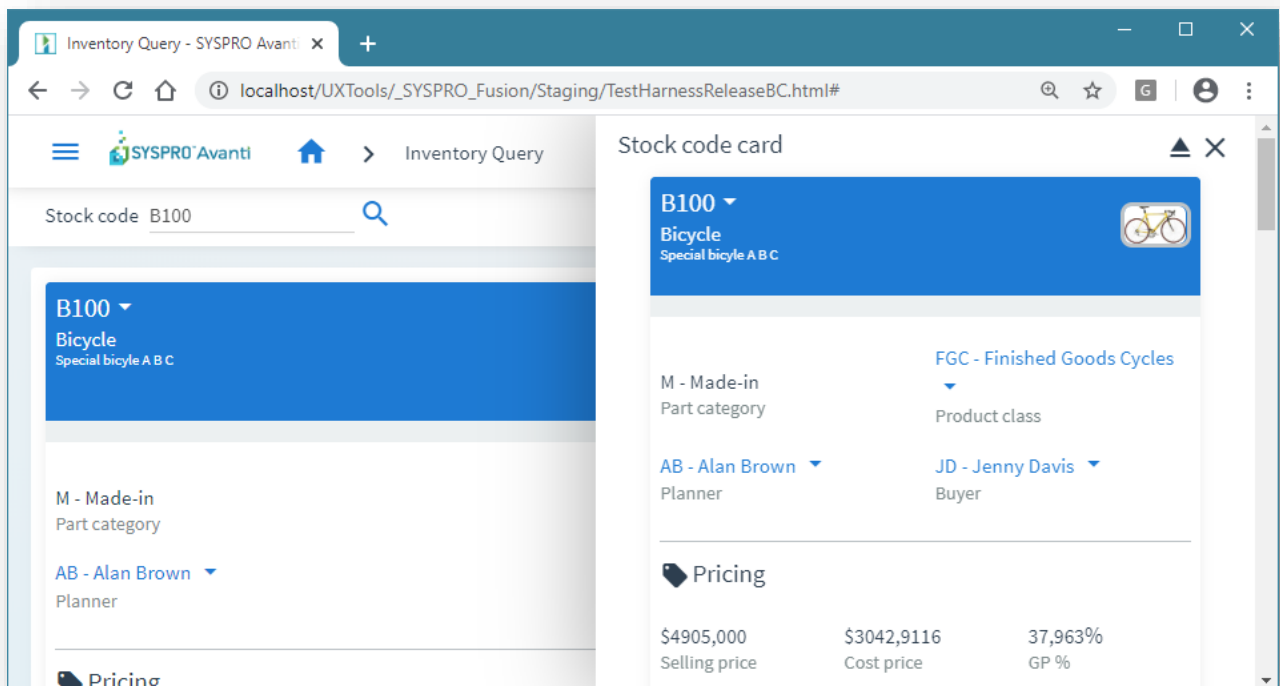 Inventory Query - SYSPRO Avanti
localhost/UXTools/_SYSPRO_Fusion/Staging/TestHarnessReleaseBC.html#
G
SYSPRO Avanti
Inventory Query
Stock code B100
B100
Bicycle
Special bicyle A B C
M - Made-in
Part category
AB - Alan Brown
Planner
Pricing
Stock code card
B100
Bicycle
Special bicyle A B C
M - Made-in
Part category
FGC - Finished Goods Cycles
Product class
AB - Alan Brown
Planner
JD - Jenny Davis
Buyer
Pricing
$4905,000
Selling price
$3042,9116
Cost price
37,963%
GP %